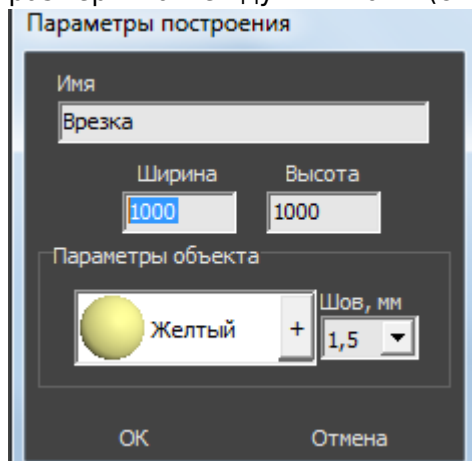 Параметры построения
Имя
Врезка
Ширина Высота
1000 1000
Параметры объекта
Шов, мм
Желтый + 1,5
ОК Отмена